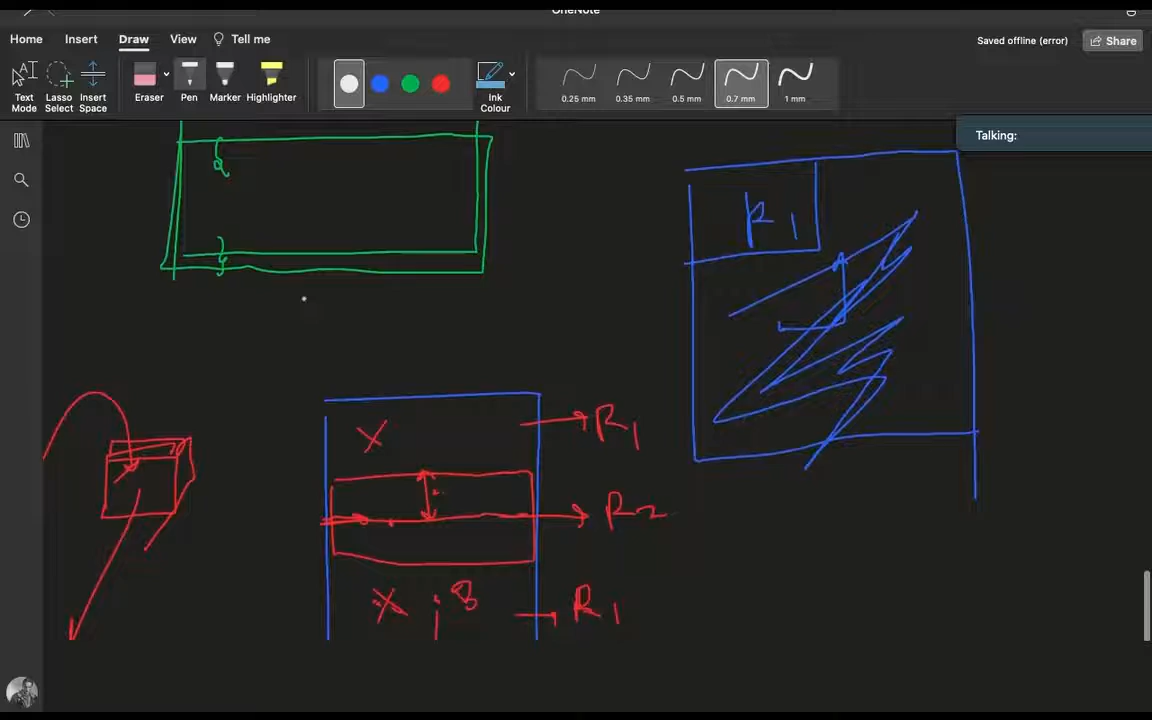 OneNote
Home Insert Draw View Tell me
Saved offline (error) Share
Text Mode
Lasso Select
Insert Space
Eraser
Pen
Marker
Highlighter
Ink Colour
0.25 mm 0.35 mm 0.5 mm 0.7 mm 1 mm
Talking:
R1
X
R1
R2
X
8
R1